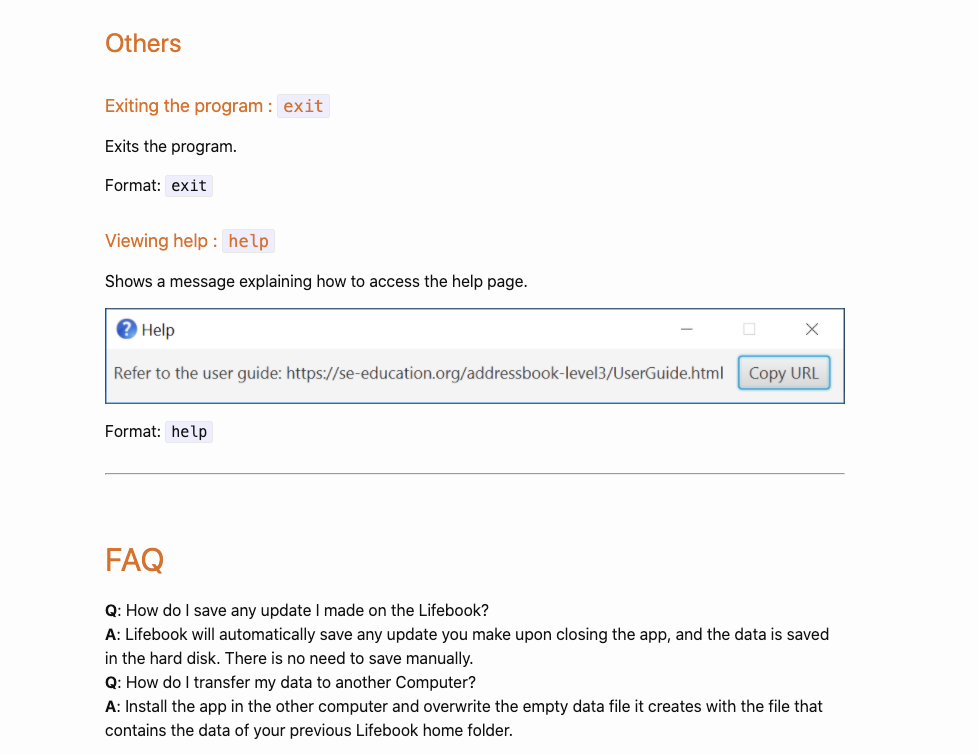 Others
Exiting the program : exit
Exits the program.
Format: exit
Viewing help : help
Shows a message explaining how to access the help page.
Help
Refer to the user guide: https://se-education.org/addressbook-level3/UserGuide.html Copy URL
Format: help
FAQ
Q: How do I save any update I made on the Lifebook?
A: Lifebook will automatically save any update you make upon closing the app, and the data is saved
in the hard disk. There is no need to save manually.
Q: How do I transfer my data to another Computer?
A: Install the app in the other computer and overwrite the empty data file it creates with the file that
contains the data of your previous Lifebook home folder.